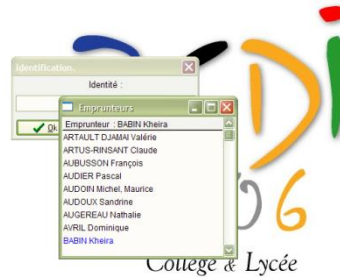 Identification.
Identité :
Ok
Emprunteurs
Emprunteur : BABIN Kheira
ARTAULT DJAMAI Valérie
ARTUS-RINSANT Claude
AUBUSSON François
AUDIER Pascal
AUDOIN Michel, Maurice
AUDOUX Sandrine
AUGEREAU Nathalie
AVRIL Dominique
BABIN Kheira
06
Collège & Lycée